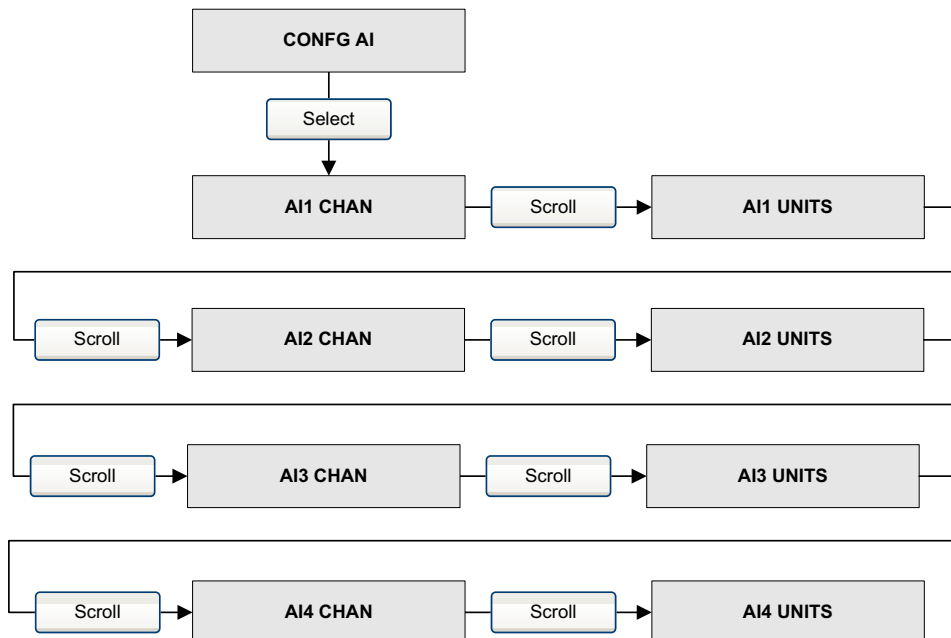 CONFG AI
Select
AI1 CHAN
Scroll
AI1 UNITS
Scroll
AI2 CHAN
Scroll
AI2 UNITS
Scroll
AI3 CHAN
Scroll
AI3 UNITS
Scroll
AI4 CHAN
Scroll
AI4 UNITS